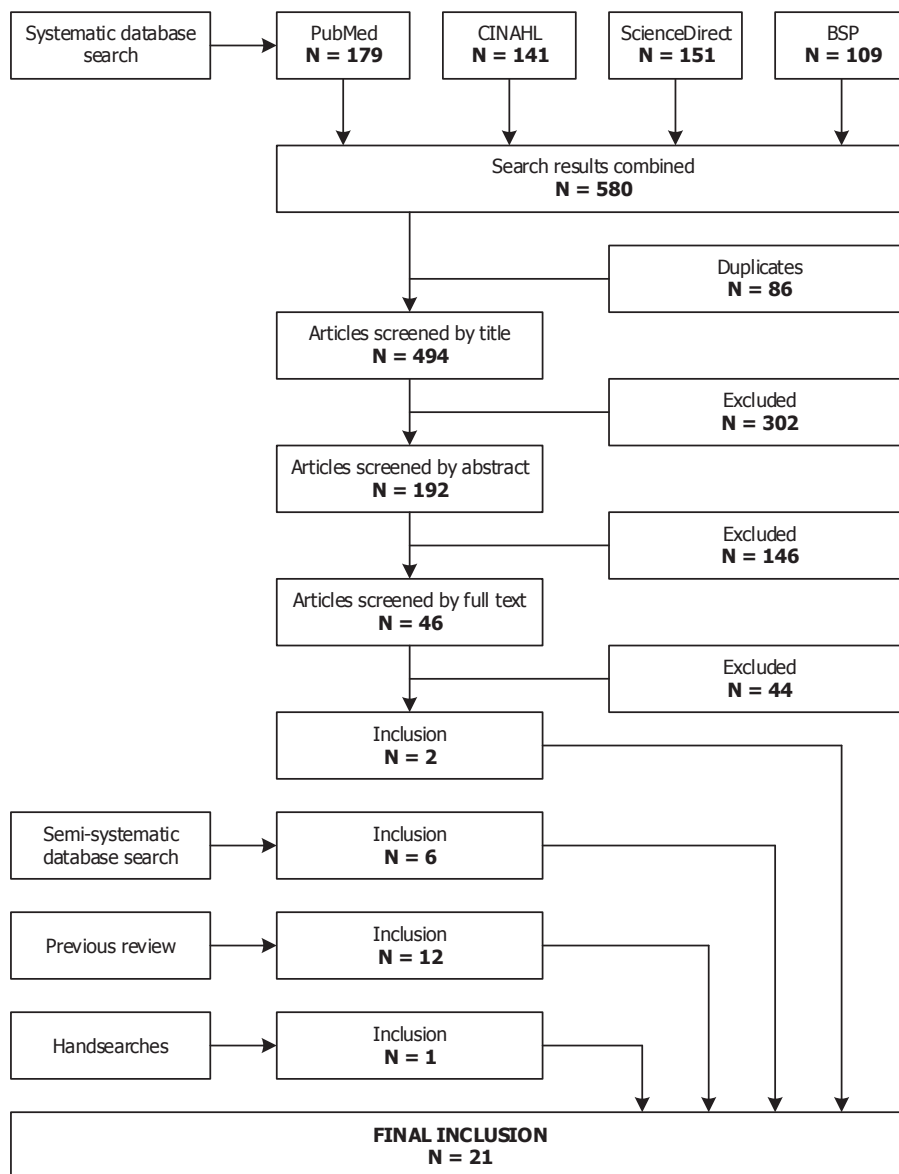 Systematic database
search
PubMed
N = 179
CINAHL
N = 141
ScienceDirect
N = 151
BSP
N = 109
Search results combined
N = 580
Duplicates
N = 86
Articles screened by title
N = 494
Excluded
N = 302
Articles screened by abstract
N = 192
Excluded
N = 146
Articles screened by full text
N = 46
Excluded
N = 44
Inclusion
N = 2
Semi-systematic
database search
Inclusion
N = 6
Previous review
Inclusion
N = 12
Handsearches
Inclusion
N = 1
FINAL INCLUSION
N = 21